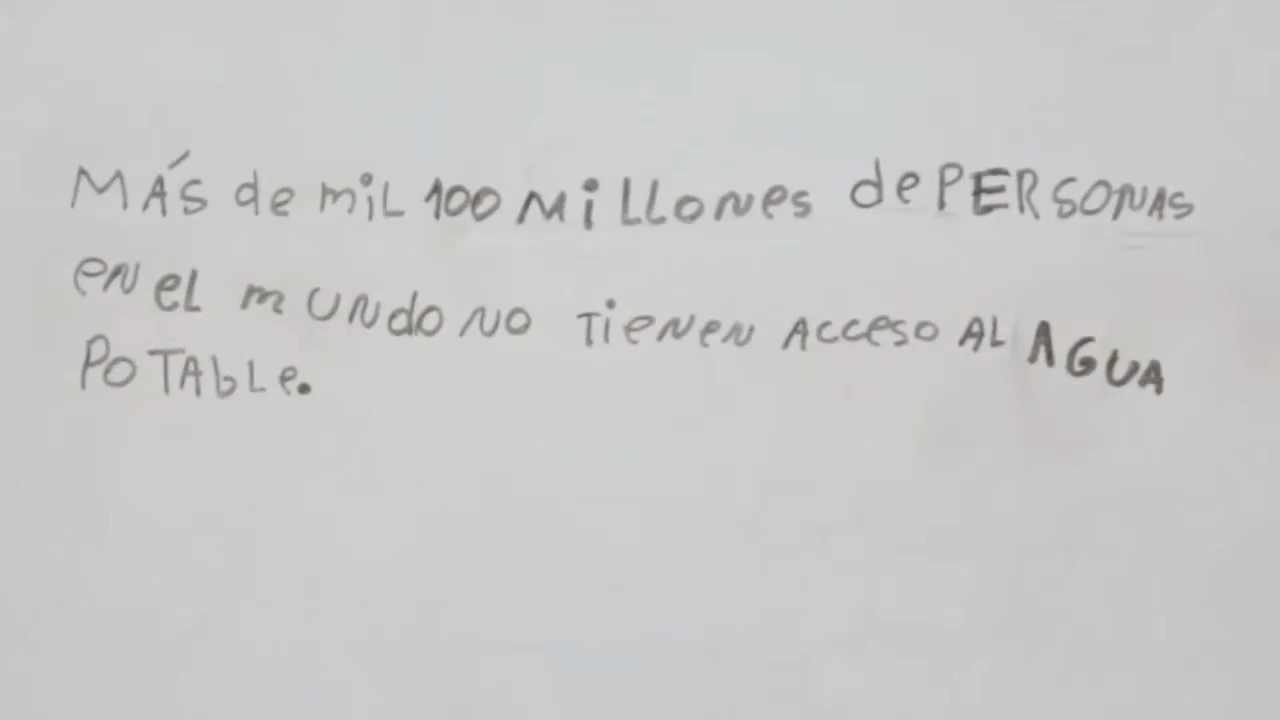 MÁS de miL 100 MiLLONes de PERSONAS
eN eL mUNdo NO TieNeN ACCeSO AL AGUA
POTAbLe.